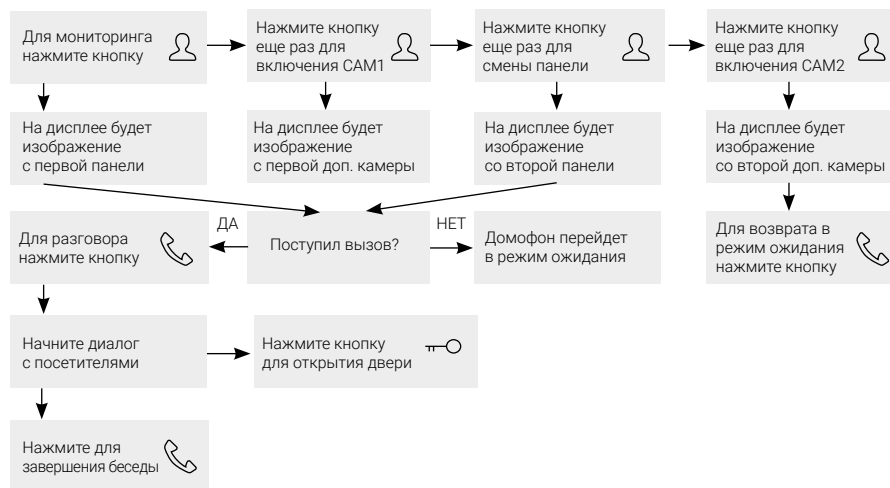 Для мониторинга
нажмите кнопку
Нажмите кнопку
еще раз для
включения CAM1
Нажмите кнопку
еще раз для
смены панели
Нажмите кнопку
еще раз для
включения CAM2
На дисплее будет
изображение
с первой панели
На дисплее будет
изображение
с первой доп. камеры
На дисплее будет
изображение
со второй панели
На дисплее будет
изображение
со второй доп. камеры
Для разговора
нажмите кнопку
ДА
Поступил вызов?
НЕТ
Домофон перейдет
в режим ожидания
Для возврата в
режим ожидания
нажмите кнопку
Начните диалог
с посетителями
Нажмите кнопку
для открытия двери
Нажмите для
завершения беседы